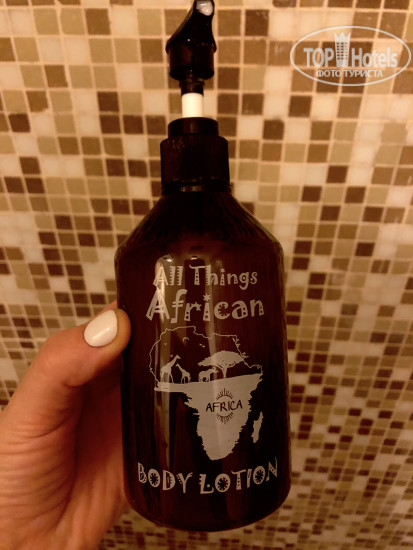 TOP Hotels
ФОТО ТУРИСТА
All Things
African
AFRICA
BODY LOTION